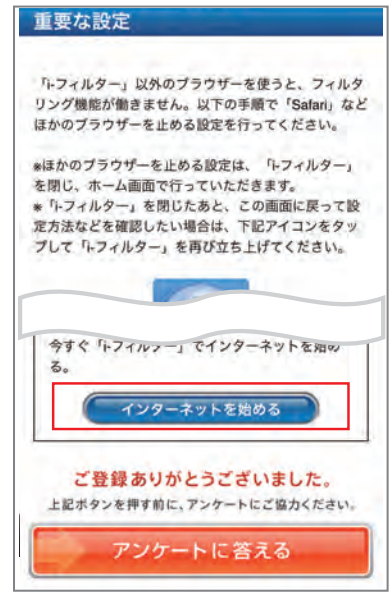 重要な設定
「i-フィルター」以外のブラウザーを使うと、フィルタ
リング機能が働きません。以下の手順で「Safari」など
ほかのブラウザーを止める設定を行ってください。
※ほかのブラウザーを止める設定は、「i-フィルター」
を閉じ、ホーム画面で行っていただきます。
※「i-フィルター」を閉じたあと、この画面に戻って設
定方法などを確認したい場合は、下記アイコンをタッ
プして「i-フィルター」を再び立ち上げてください。
今すぐ「i-フィルター」でインターネットを始め
る。
インターネットを始める
ご登録ありがとうございました。
上記ボタンを押す前に、アンケートにご協力ください。
アンケートに答える